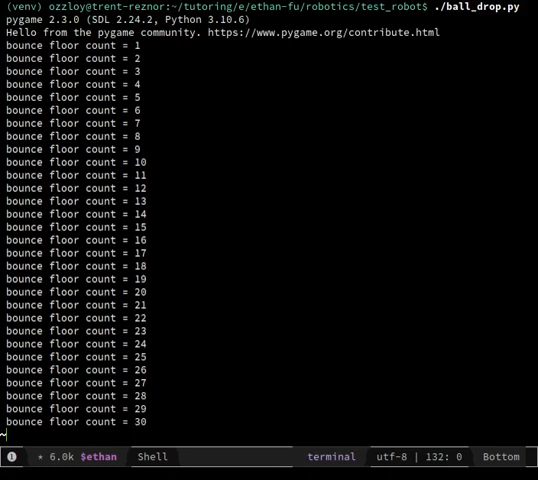 (venv) ozzloy@trent-reznor:~/tutoring/e/ethan-fu/robotics/test_robot$ ./ball_drop.py
pygame 2.3.0 (SDL 2.24.2, Python 3.10.6)
Hello from the pygame community. https://www.pygame.org/contribute.html
bounce floor count = 1
bounce floor count = 2
bounce floor count = 3
bounce floor count = 4
bounce floor count = 5
bounce floor count = 6
bounce floor count = 7
bounce floor count = 8
bounce floor count = 9
bounce floor count = 10
bounce floor count = 11
bounce floor count = 12
bounce floor count = 13
bounce floor count = 14
bounce floor count = 15
bounce floor count = 16
bounce floor count = 17
bounce floor count = 18
bounce floor count = 19
bounce floor count = 20
bounce floor count = 21
bounce floor count = 22
bounce floor count = 23
bounce floor count = 24
bounce floor count = 25
bounce floor count = 26
bounce floor count = 27
bounce floor count = 28
bounce floor count = 29
bounce floor count = 30
~
❶ * 6.0k $ethan Shell terminal utf-8 | 132: 0 Bottom